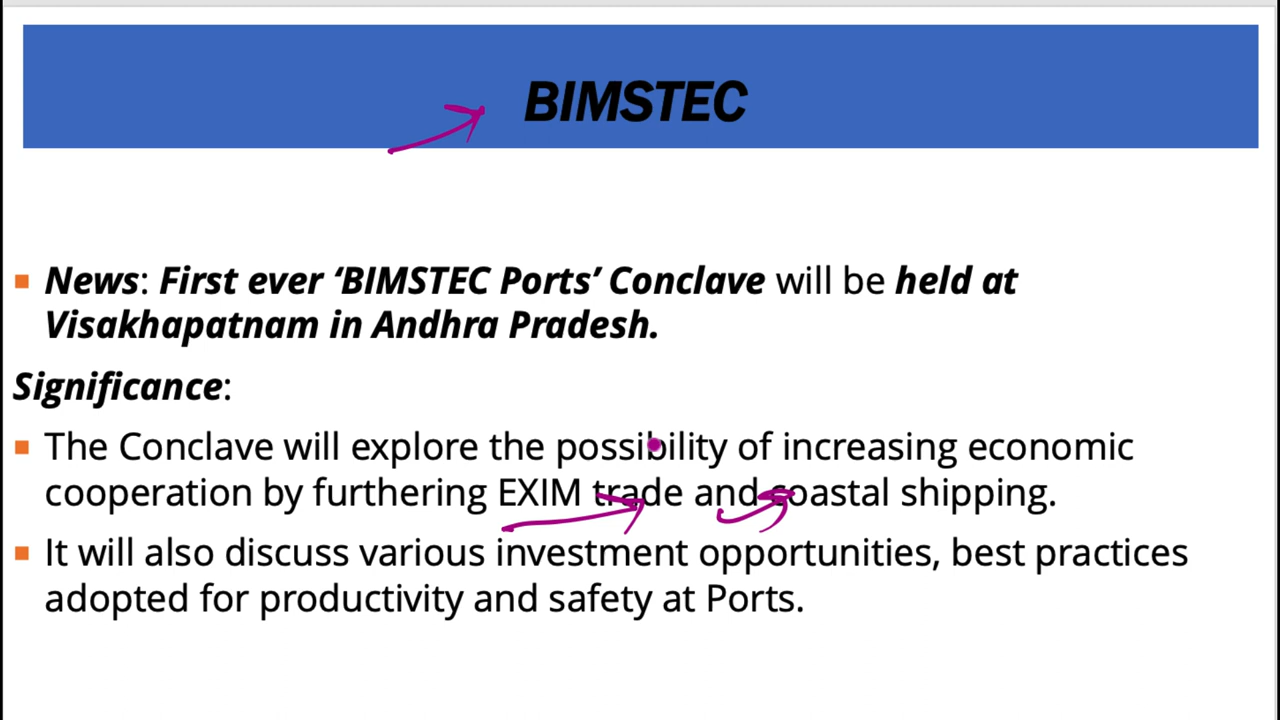 BIMSTEC
News: First ever ‘BIMSTEC Ports’ Conclave will be held at
Visakhapatnam in Andhra Pradesh.
Significance:
The Conclave will explore the possibility of increasing economic
cooperation by furthering EXIM trade and coastal shipping.
It will also discuss various investment opportunities, best practices
adopted for productivity and safety at Ports.